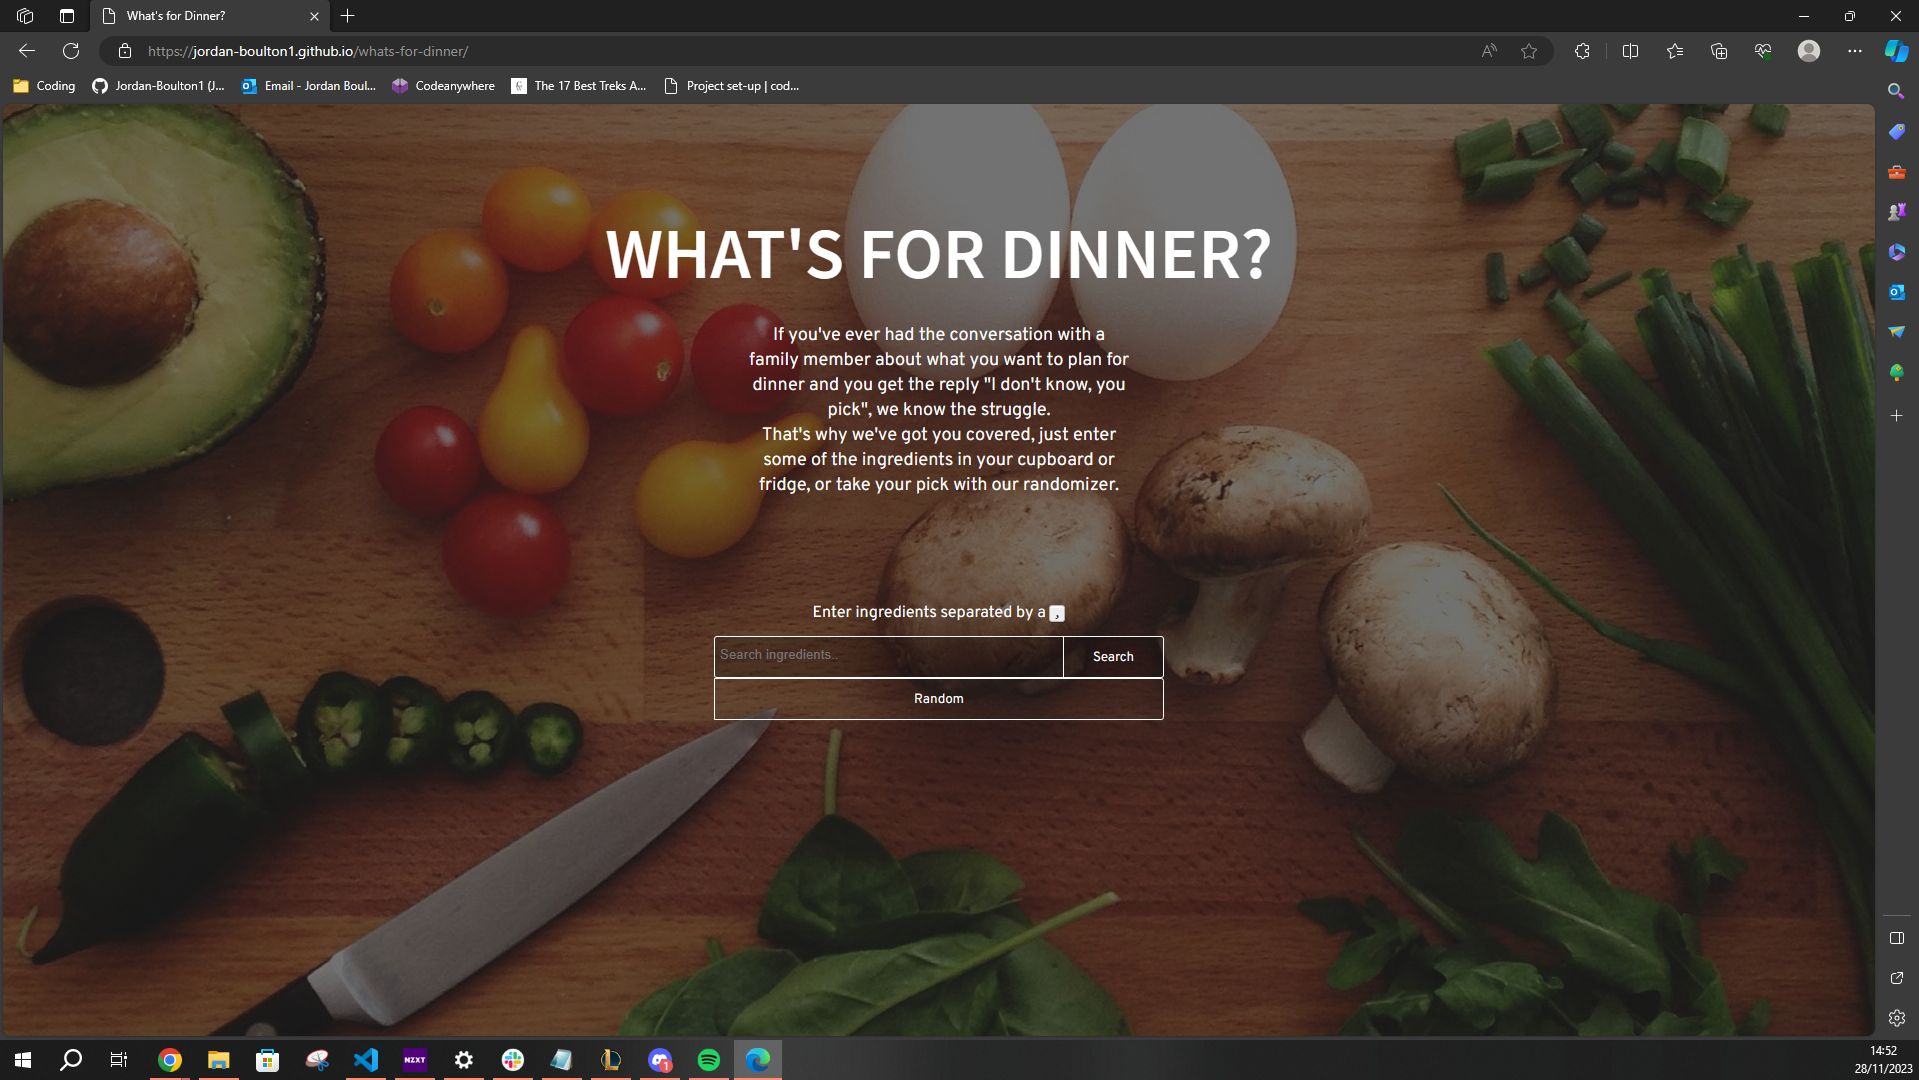 What's for Dinner?
https://jordan-boulton1.github.io/whats-for-dinner/
Coding
Jordan-Boulton1 (J...
Email - Jordan Boul...
Codeanywhere
The 17 Best Treks A...
Project set-up | cod...
WHAT'S FOR DINNER?
If you've ever had the conversation with a
family member about what you want to plan for
dinner and you get the reply "I don't know, you
pick", we know the struggle.
That's why we've got you covered, just enter
some of the ingredients in your cupboard or
fridge, or take your pick with our randomizer.
Enter ingredients separated by a ,
Search ingredients..
Search
Random
NZXT
1
14:52
28/11/2023